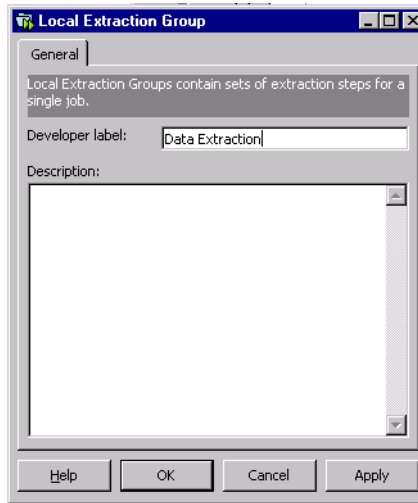 Local Extraction Group
General
Local Extraction Groups contain sets of extraction steps for a
single job.
Developer label:
Data Extraction
Description:
Help
OK
Cancel
Apply